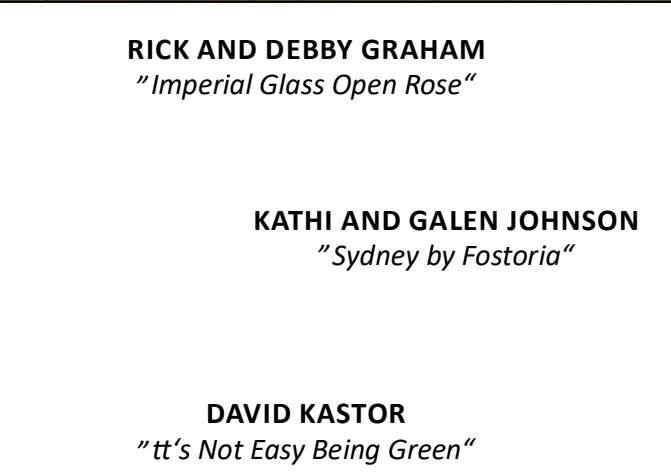 RICK AND DEBBY GRAHAM
”Imperial Glass Open Rose“
KATHI AND GALEN JOHNSON
”Sydney by Fostoria“
DAVID KASTOR
”tt‘s Not Easy Being Green“